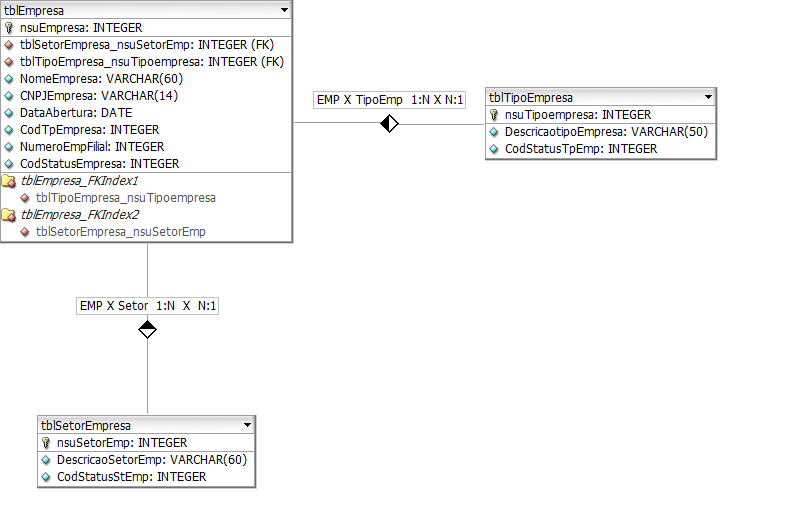 tblEmpresa
nsuEmpresa: INTEGER
tblSetorEmpresa_nsuSetorEmp: INTEGER (FK)
tblTipoEmpresa_nsuTipoempresa: INTEGER (FK)
NomeEmpresa: VARCHAR(60)
CNPJEmpresa: VARCHAR(14)
DataAbertura: DATE
CodTpEmpresa: INTEGER
NumeroEmpFilial: INTEGER
CodStatusEmpresa: INTEGER
tblEmpresa_FKIndex1
tblTipoEmpresa_nsuTipoempresa
tblEmpresa_FKIndex2
tblSetorEmpresa_nsuSetorEmp
EMP X TipoEmp 1:N X N:1
tblTipoEmpresa
nsuTipoempresa: INTEGER
DescricaotipoEmpresa: VARCHAR(50)
CodStatusTpEmp: INTEGER
EMP X Setor 1:N X N:1
tblSetorEmpresa
nsuSetorEmp: INTEGER
DescricaoSetorEmp: VARCHAR(60)
CodStatusStEmp: INTEGER